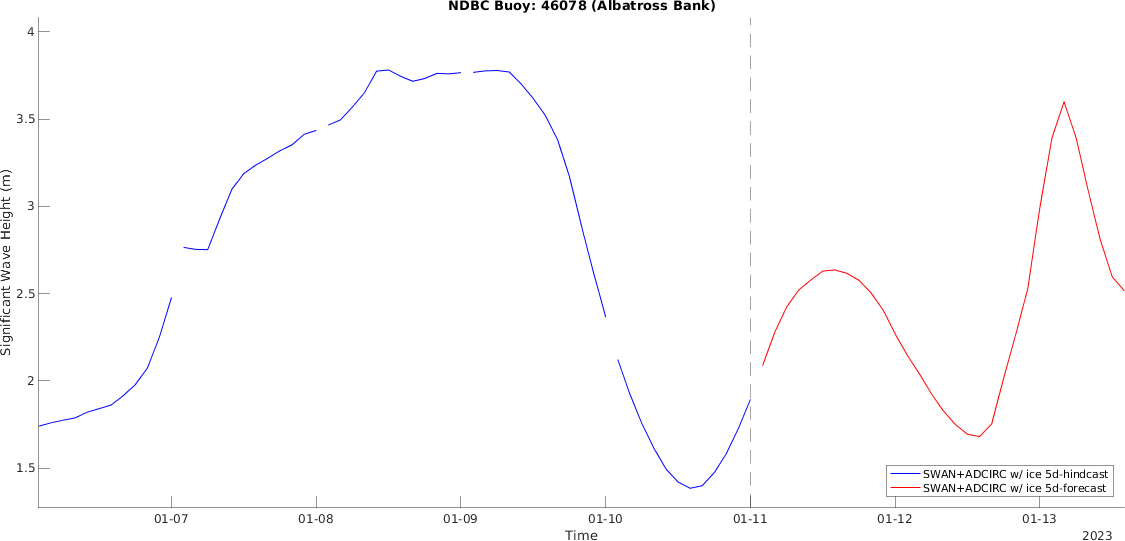 NDBC Buoy: 46078 (Albatross Bank)
4
3.5
3
2.5
2
1.5
Significant Wave Height (m)
01-07 01-08 01-09 01-10 01-11 01-12 01-13
Time
2023
SWAN+ADCIRC w/ ice 5d-hindcast
SWAN+ADCIRC w/ ice 5d-forecast